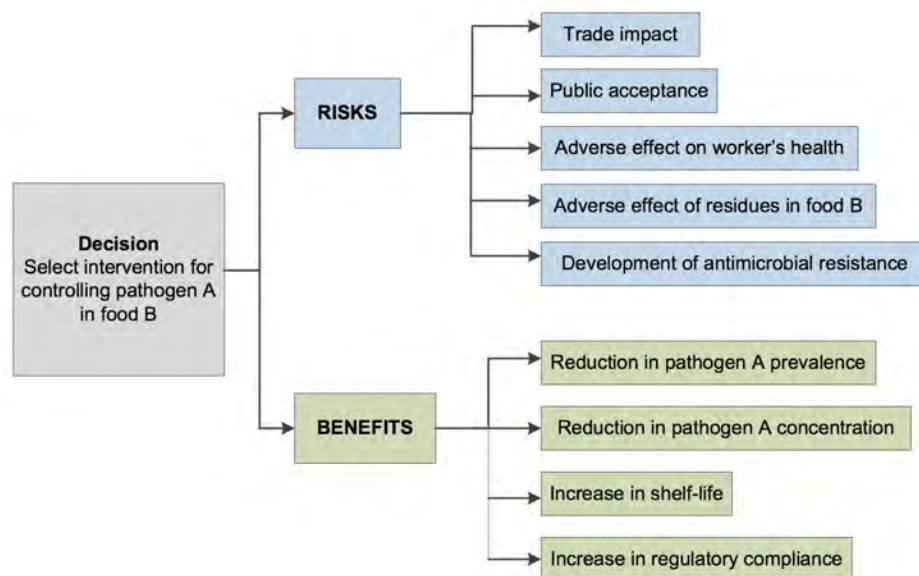 Decision
Select intervention for
controlling pathogen A
in food B
RISKS
Trade impact
Public acceptance
Adverse effect on worker's health
Adverse effect of residues in food B
Development of antimicrobial resistance
BENEFITS
Reduction in pathogen A prevalence
Reduction in pathogen A concentration
Increase in shelf-life
Increase in regulatory compliance